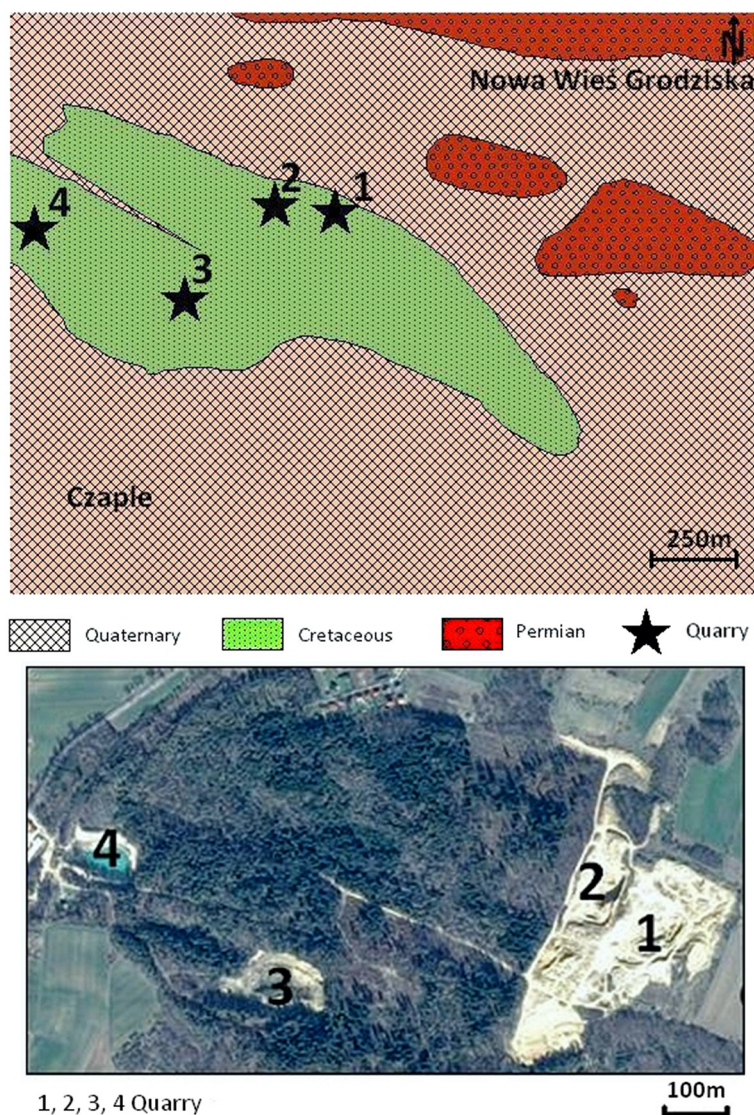 N
Nowa Wieś Grodziska
2
1
4
3
Czaple
250m
Quaternary
Cretaceous
Permian
Quarry
4
2
1
3
1, 2, 3, 4 Quarry
100m